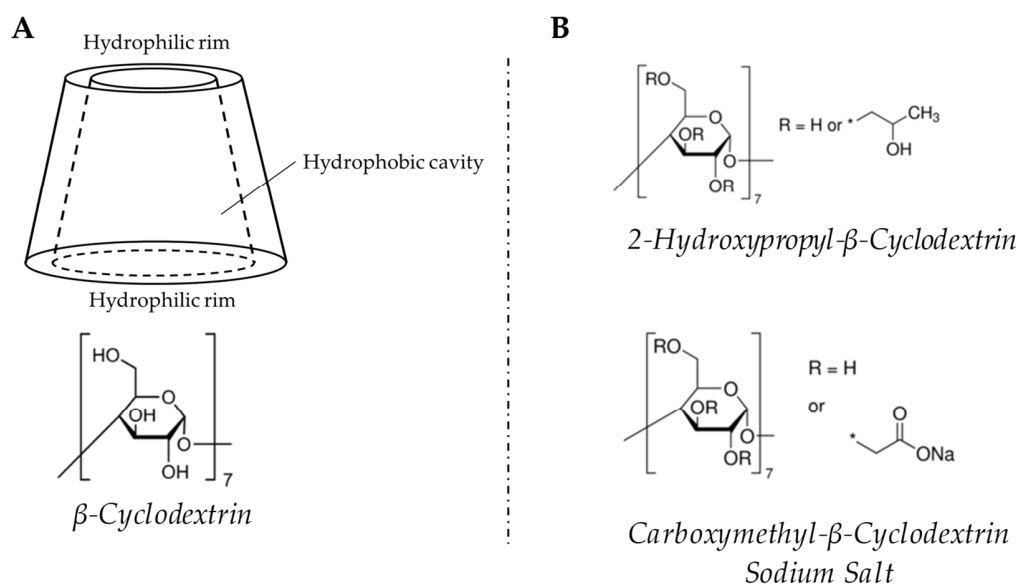 A
Hydrophilic rim
Hydrophobic cavity
Hydrophilic rim
HO
O
OH
O
OH
7
β-Cyclodextrin
B
RO
O
OR
O
OR
7
R = H or *
CH3
OH
2-Hydroxypropyl-β-Cyclodextrin
RO
O
OR
O
OR
7
R = H
or
*
O
ONa
Carboxymethyl-β-Cyclodextrin
Sodium Salt